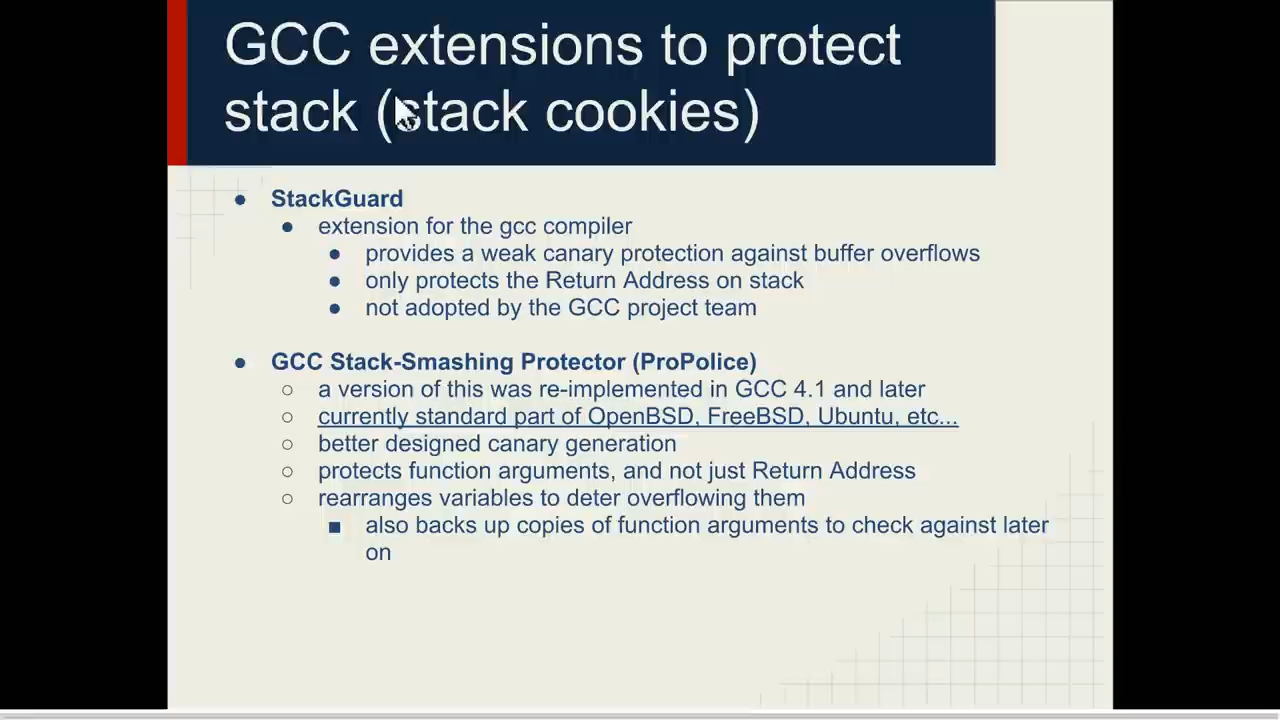 GCC extensions to protect
stack (stack cookies)
● StackGuard
● extension for the gcc compiler
● provides a weak canary protection against buffer overflows
● only protects the Return Address on stack
● not adopted by the GCC project team
● GCC Stack-Smashing Protector (ProPolice)
○ a version of this was re-implemented in GCC 4.1 and later
○ currently standard part of OpenBSD, FreeBSD, Ubuntu, etc...
○ better designed canary generation
○ protects function arguments, and not just Return Address
○ rearranges variables to deter overflowing them
■ also backs up copies of function arguments to check against later
on